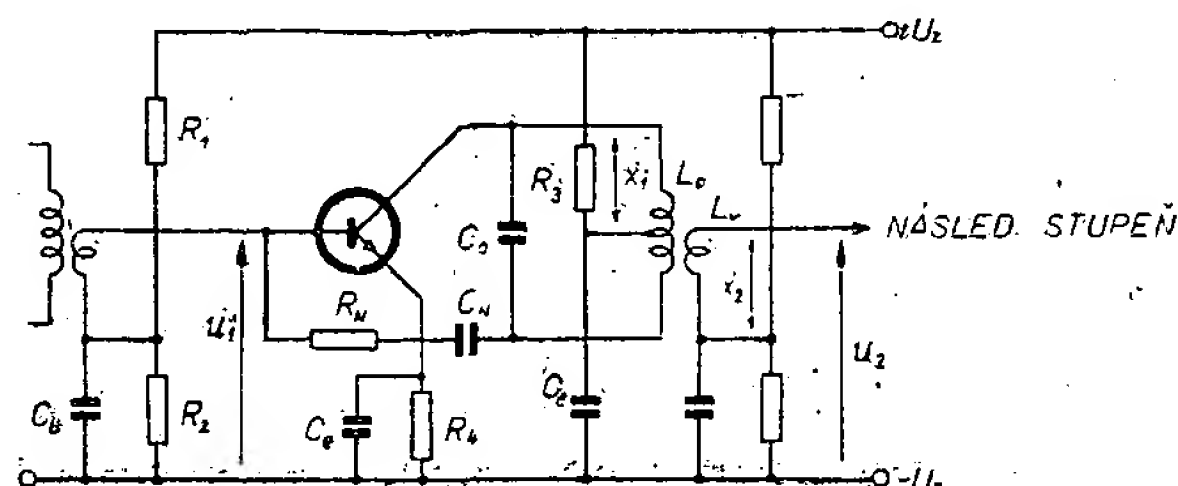 +U_z
R_1
R_3
x_1
L_o
L_v
NÁSLED. STUPEŇ
C_o
R_N
C_N
u_1
x_2
u_2
C_B
R_2
C_e
R_4
C_e
-U_z